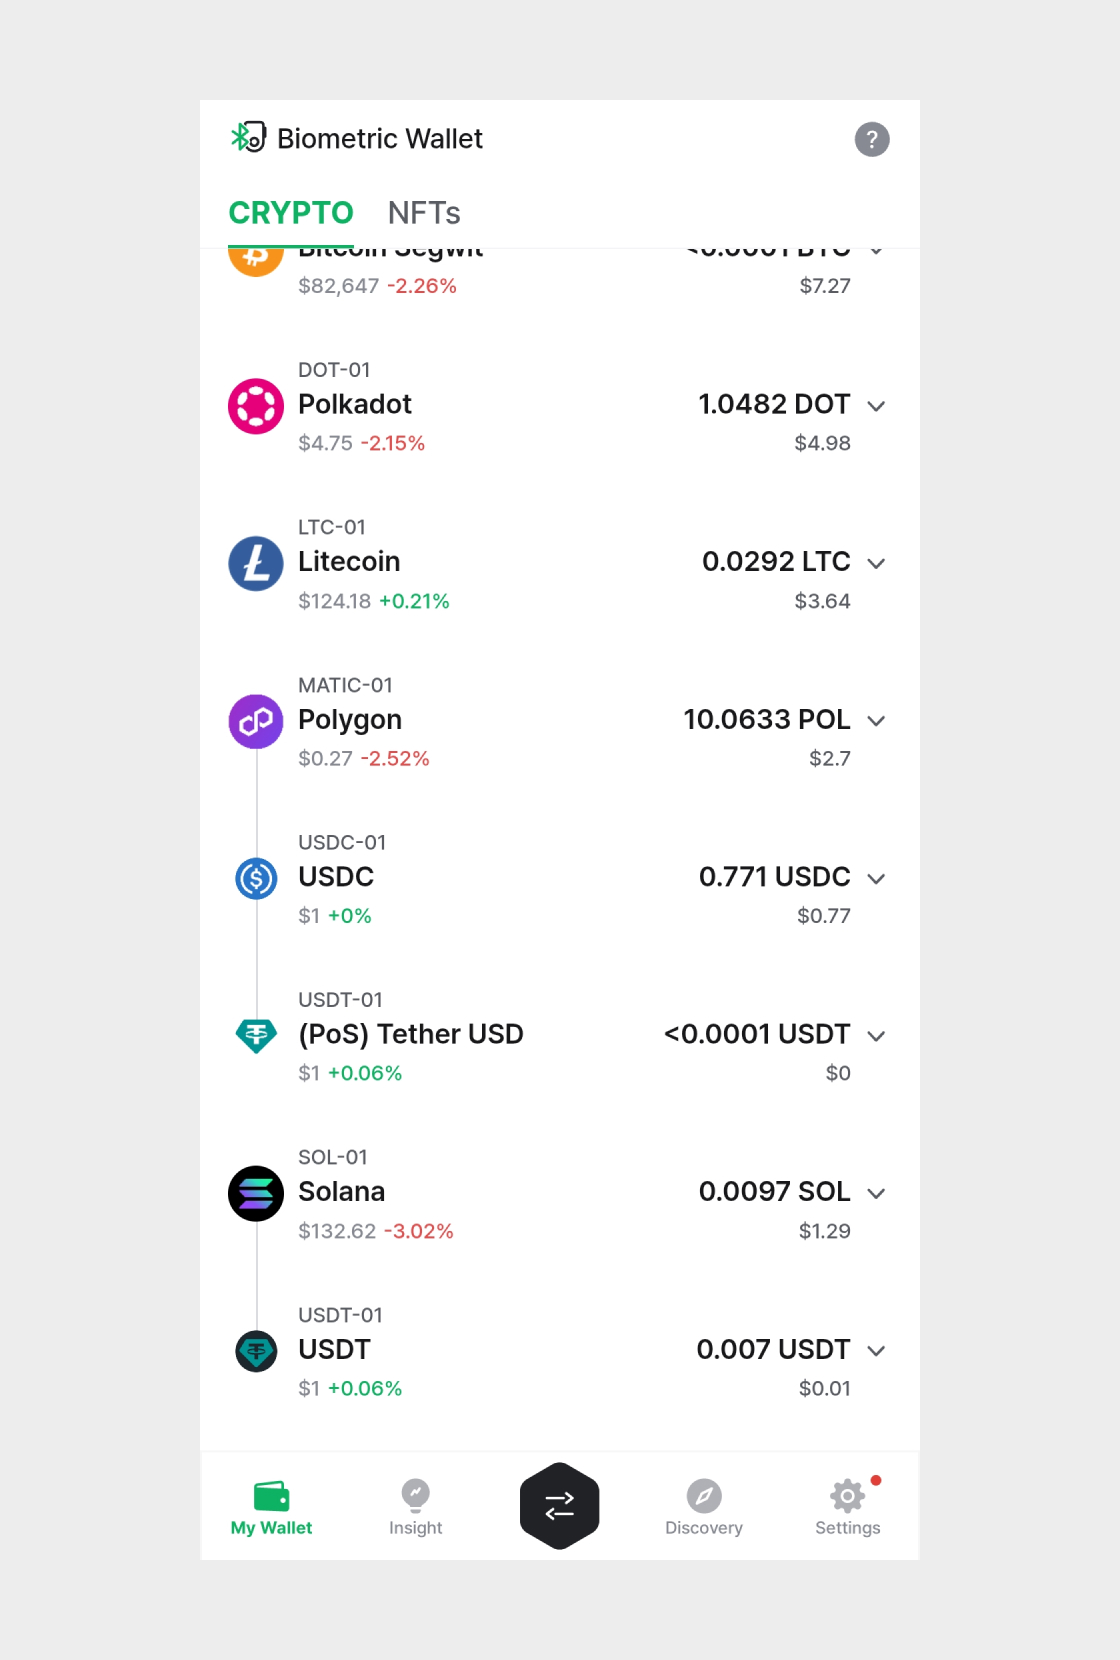 Biometric Wallet
?
CRYPTO NFTs
Bitcoin Segwit <0.0001 BTC
$82,647 -2.26% $7.27
DOT-01
Polkadot 1.0482 DOT
$4.75 -2.15% $4.98
LTC-01
Litecoin 0.0292 LTC
$124.18 +0.21% $3.64
MATIC-01
Polygon 10.0633 POL
$0.27 -2.52% $2.7
USDC-01
USDC 0.771 USDC
$1 +0% $0.77
USDT-01
(PoS) Tether USD <0.0001 USDT
$1 +0.06% $0
SOL-01
Solana 0.0097 SOL
$132.62 -3.02% $1.29
USDT-01
USDT 0.007 USDT
$1 +0.06% $0.01
My Wallet Insight Discovery Settings